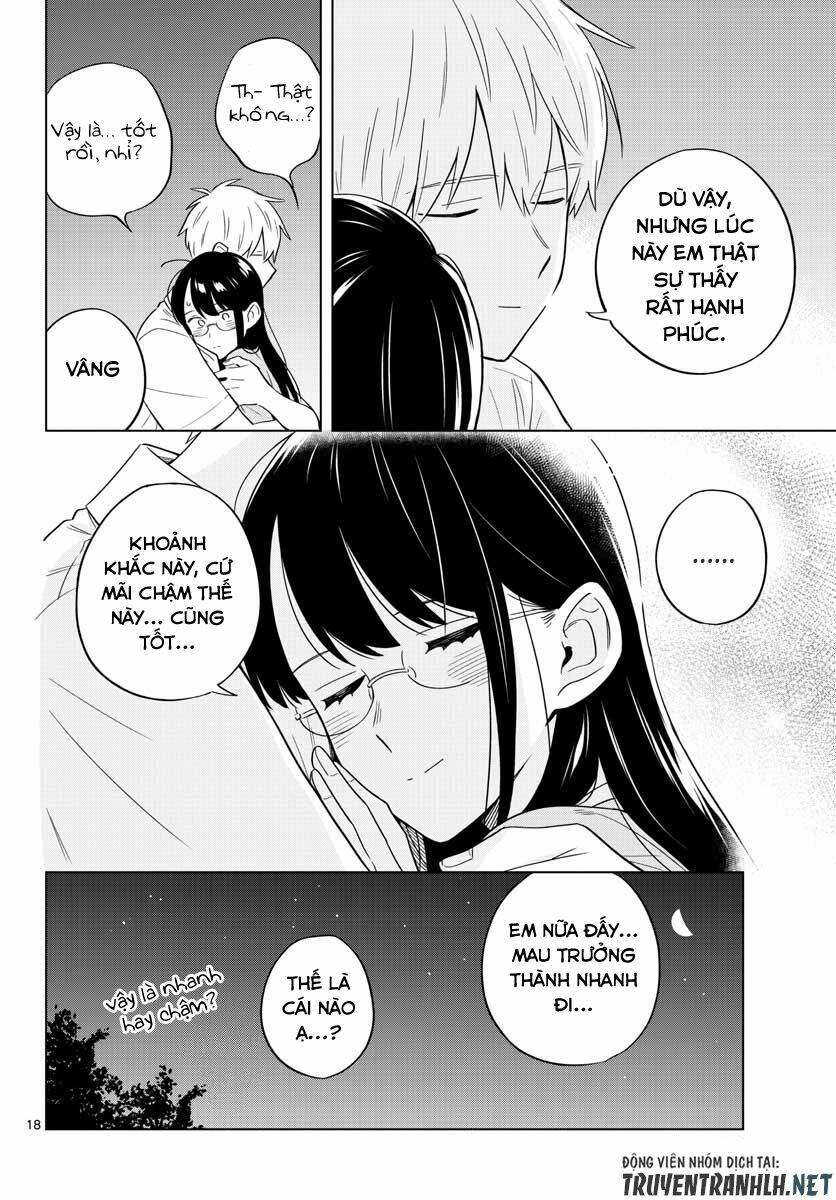 Vậy là... tốt
rồi, nhỉ?
Th- Thật
không...?
VÂNG
DÙ VẬY,
NHƯNG LÚC
NÀY EM THẬT
SỰ THẤY
RẤT HẠNH
PHÚC.
KHOẢNH
KHẮC NÀY, CỨ
MÃI CHẬM THẾ
NÀY... CŨNG
TỐT...
......
vậy là nhanh
hay chậm?
THẾ LÀ
CÁI NÀO
Ạ...?
EM NỮA ĐẤY...
MAU TRƯỞNG
THÀNH NHANH
ĐI...
18
ĐỘNG VIÊN NHÓM DỊCH TẠI:
TRUYENTRANHLH.NET